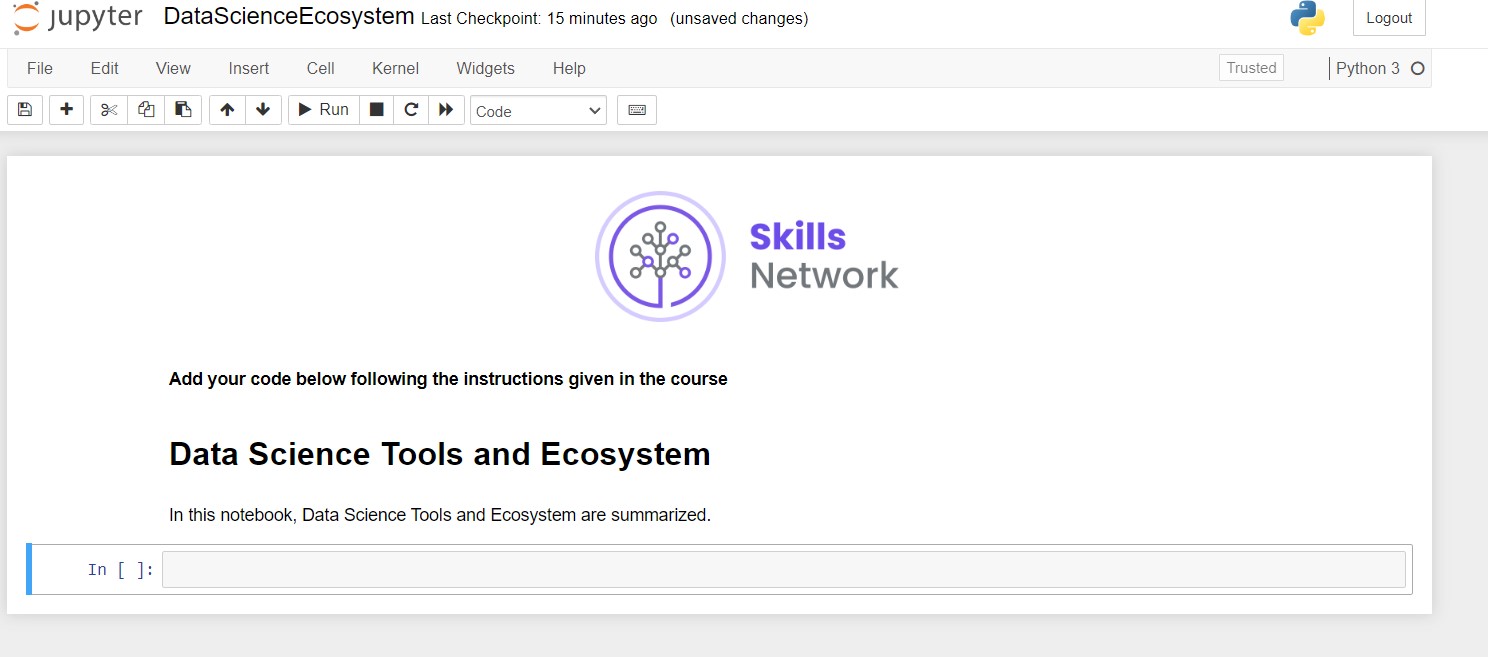 jupyter DataScienceEcosystem Last Checkpoint: 15 minutes ago (unsaved changes) Logout
File Edit View Insert Cell Kernel Widgets Help Trusted Python 3
Run Code
Skills
Network
Add your code below following the instructions given in the course
Data Science Tools and Ecosystem
In this notebook, Data Science Tools and Ecosystem are summarized.
In [ ]: